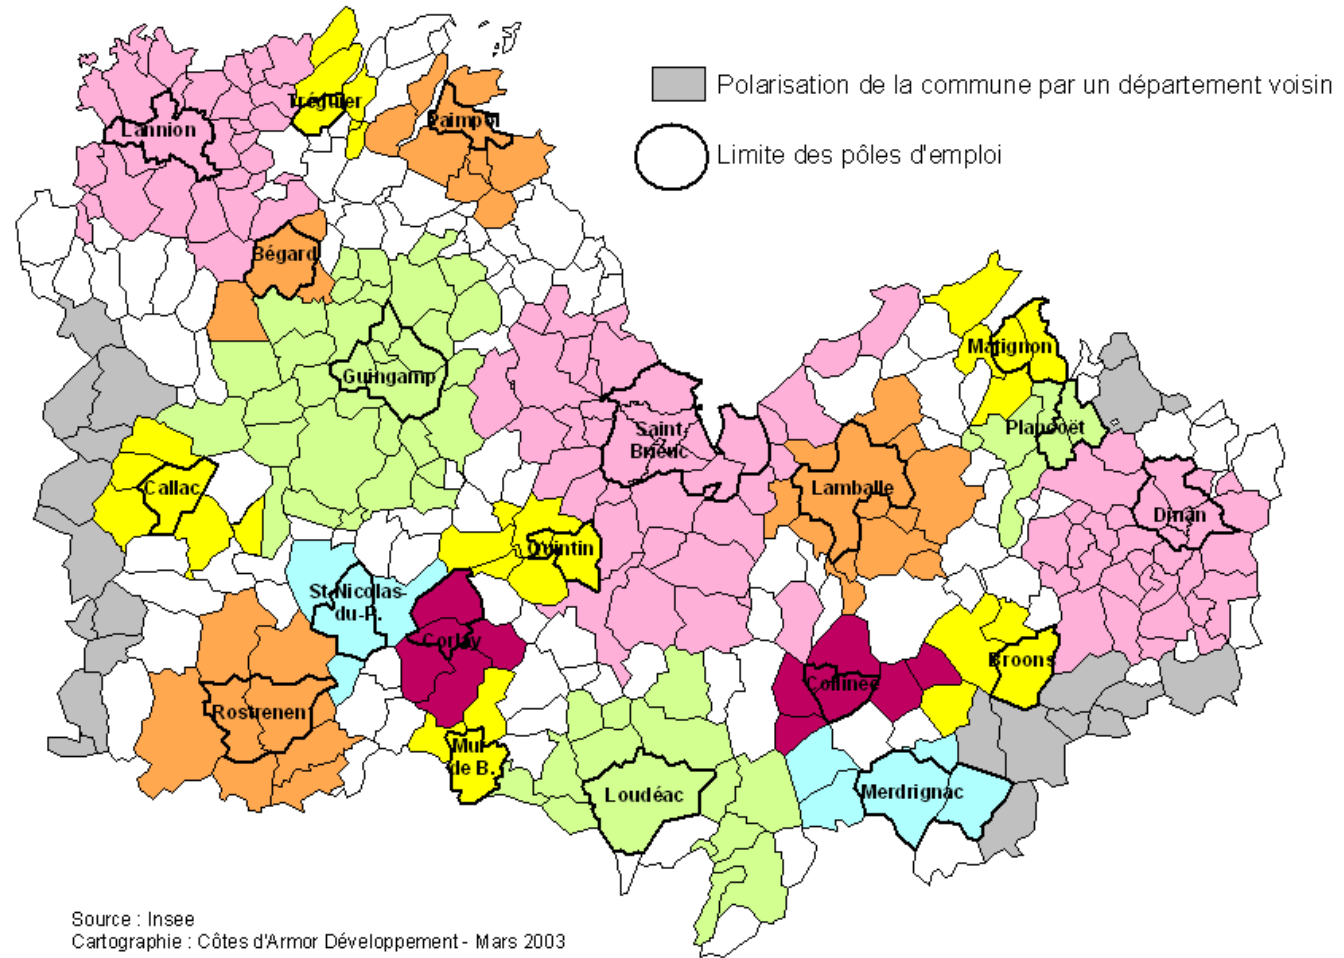 Polarisation de la commune par un département voisin
Limite des pôles d'emploi
Tréguier
Paimpol
Lannion
Bégard
Matignon
Guingamp
Plancoët
Saint-
Brieuc
Callac
Lamballe
Dinan
Quintin
St-Nicolas-
du-P.
Corlay
Broons
Collinée
Rostrenen
Mur
de B.
Loudéac
Merdrignac
Source : Insee
Cartographie : Côtes d'Armor Développement - Mars 2003